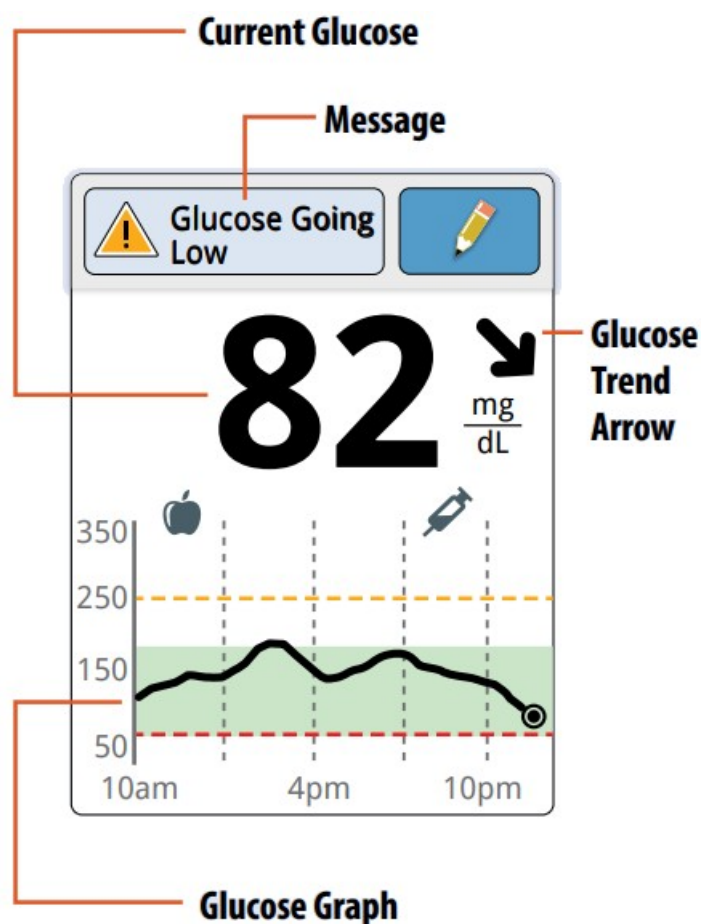 Current Glucose
Message
Glucose Going
Low
82
mg
dL
Glucose
Trend
Arrow
350
250
150
50
10am 4pm 10pm
Glucose Graph